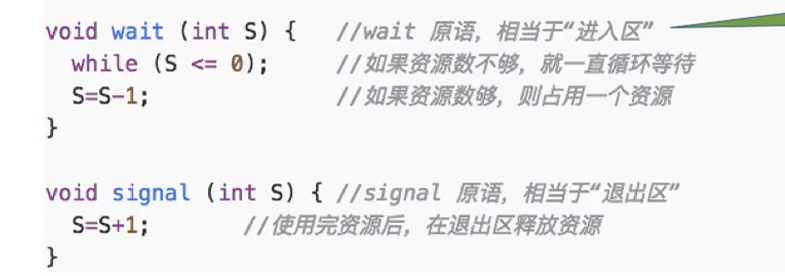 void wait (int S) { //wait 原语，相当于“进入区”
while (S <= 0); //如果资源数不够，就一直循环等待
S=S-1; //如果资源数够，则占用一个资源
}
void signal (int S) { //signal 原语，相当于“退出区”
S=S+1; //使用完资源后，在退出区释放资源
}